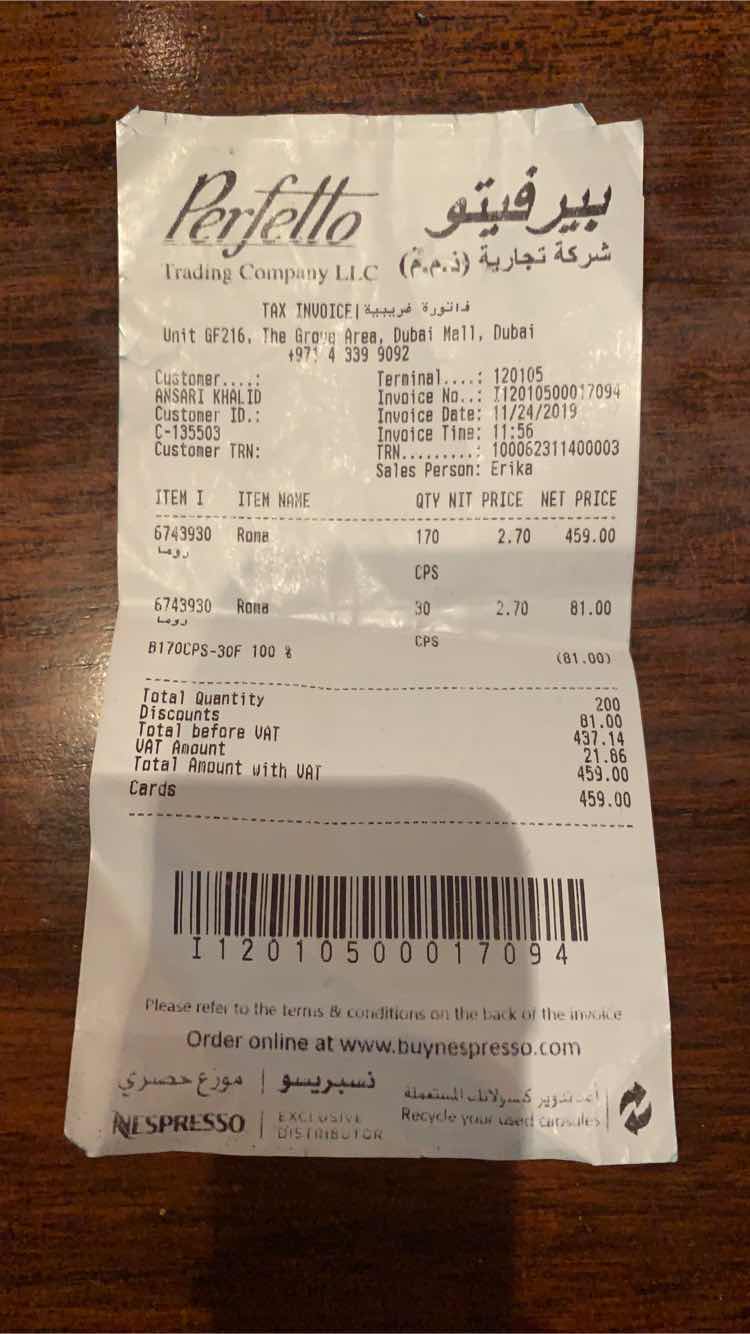 Perfetto بيرفيتو
Trading Company LLC شركة تجارية (ذ.م.م)
TAX INVOICE| فاتورة ضريبية
Unit GF216, The Grove Area, Dubai Mall, Dubai
+971 4 339 9092
Customer....: Terminal....: 120105
ANSARI KHALID Invoice No..: I12010500017094
Customer ID.: Invoice Date: 11/24/2019
C-135503 Invoice Time: 11:56
Customer TRN: TRN.........: 100062311400003
Sales Person: Erika
ITEM I ITEM NAME QTY NIT PRICE NET PRICE
6743930 Roma 170 2.70 459.00
روما
CPS
6743930 Roma 30 2.70 81.00
روما
CPS
B170CPS-30F 100 % (81.00)
Total Quantity 200
Discounts 81.00
Total before VAT 437.14
VAT Amount 21.86
Total Amount with VAT 459.00
Cards 459.00
I12010500017094
Please refer to the terms & conditions on the back of the invoice
Order online at www.buynespresso.com
نسبريسو | موزع حصري
NESPRESSO | EXCLUSIVE DISTRIBUTOR
أعد تدوير كبسولاتك المستعملة
Recycle your used capsules